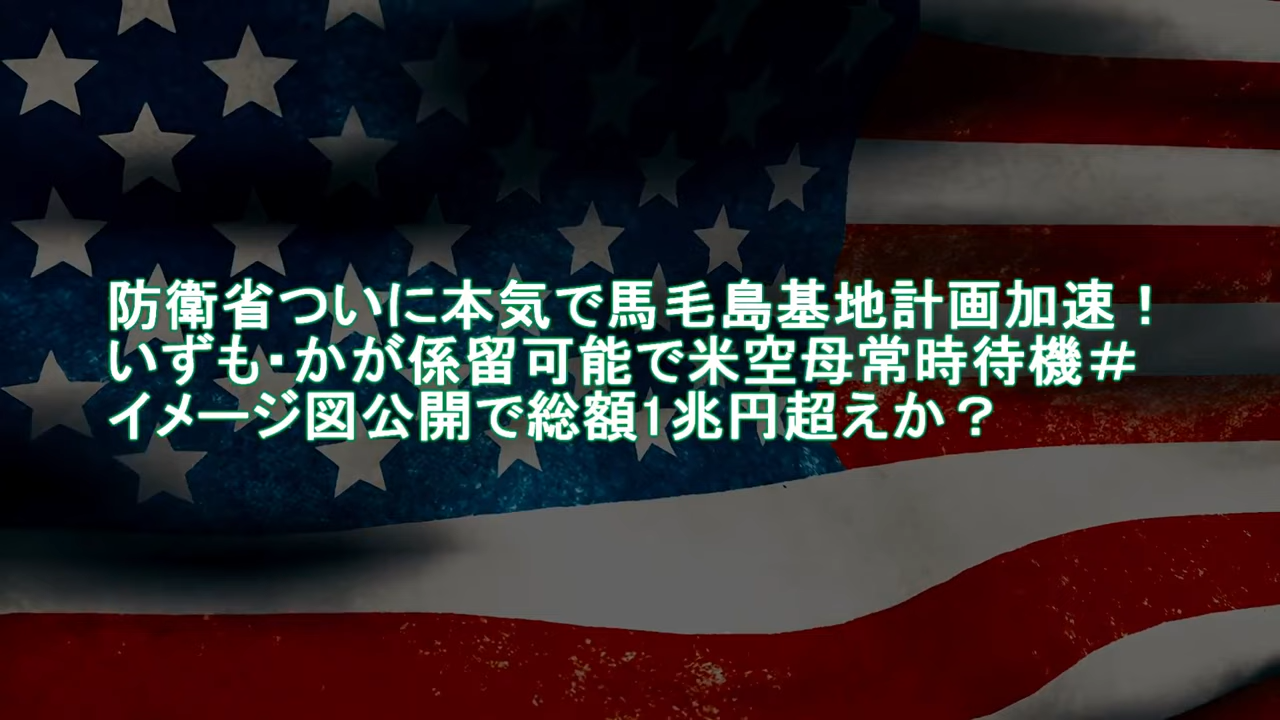 防衛省ついに本気で馬毛島基地計画加速！
いずも・かが係留可能で米空母常時待機＃
イメージ図公開で総額1兆円超えか？